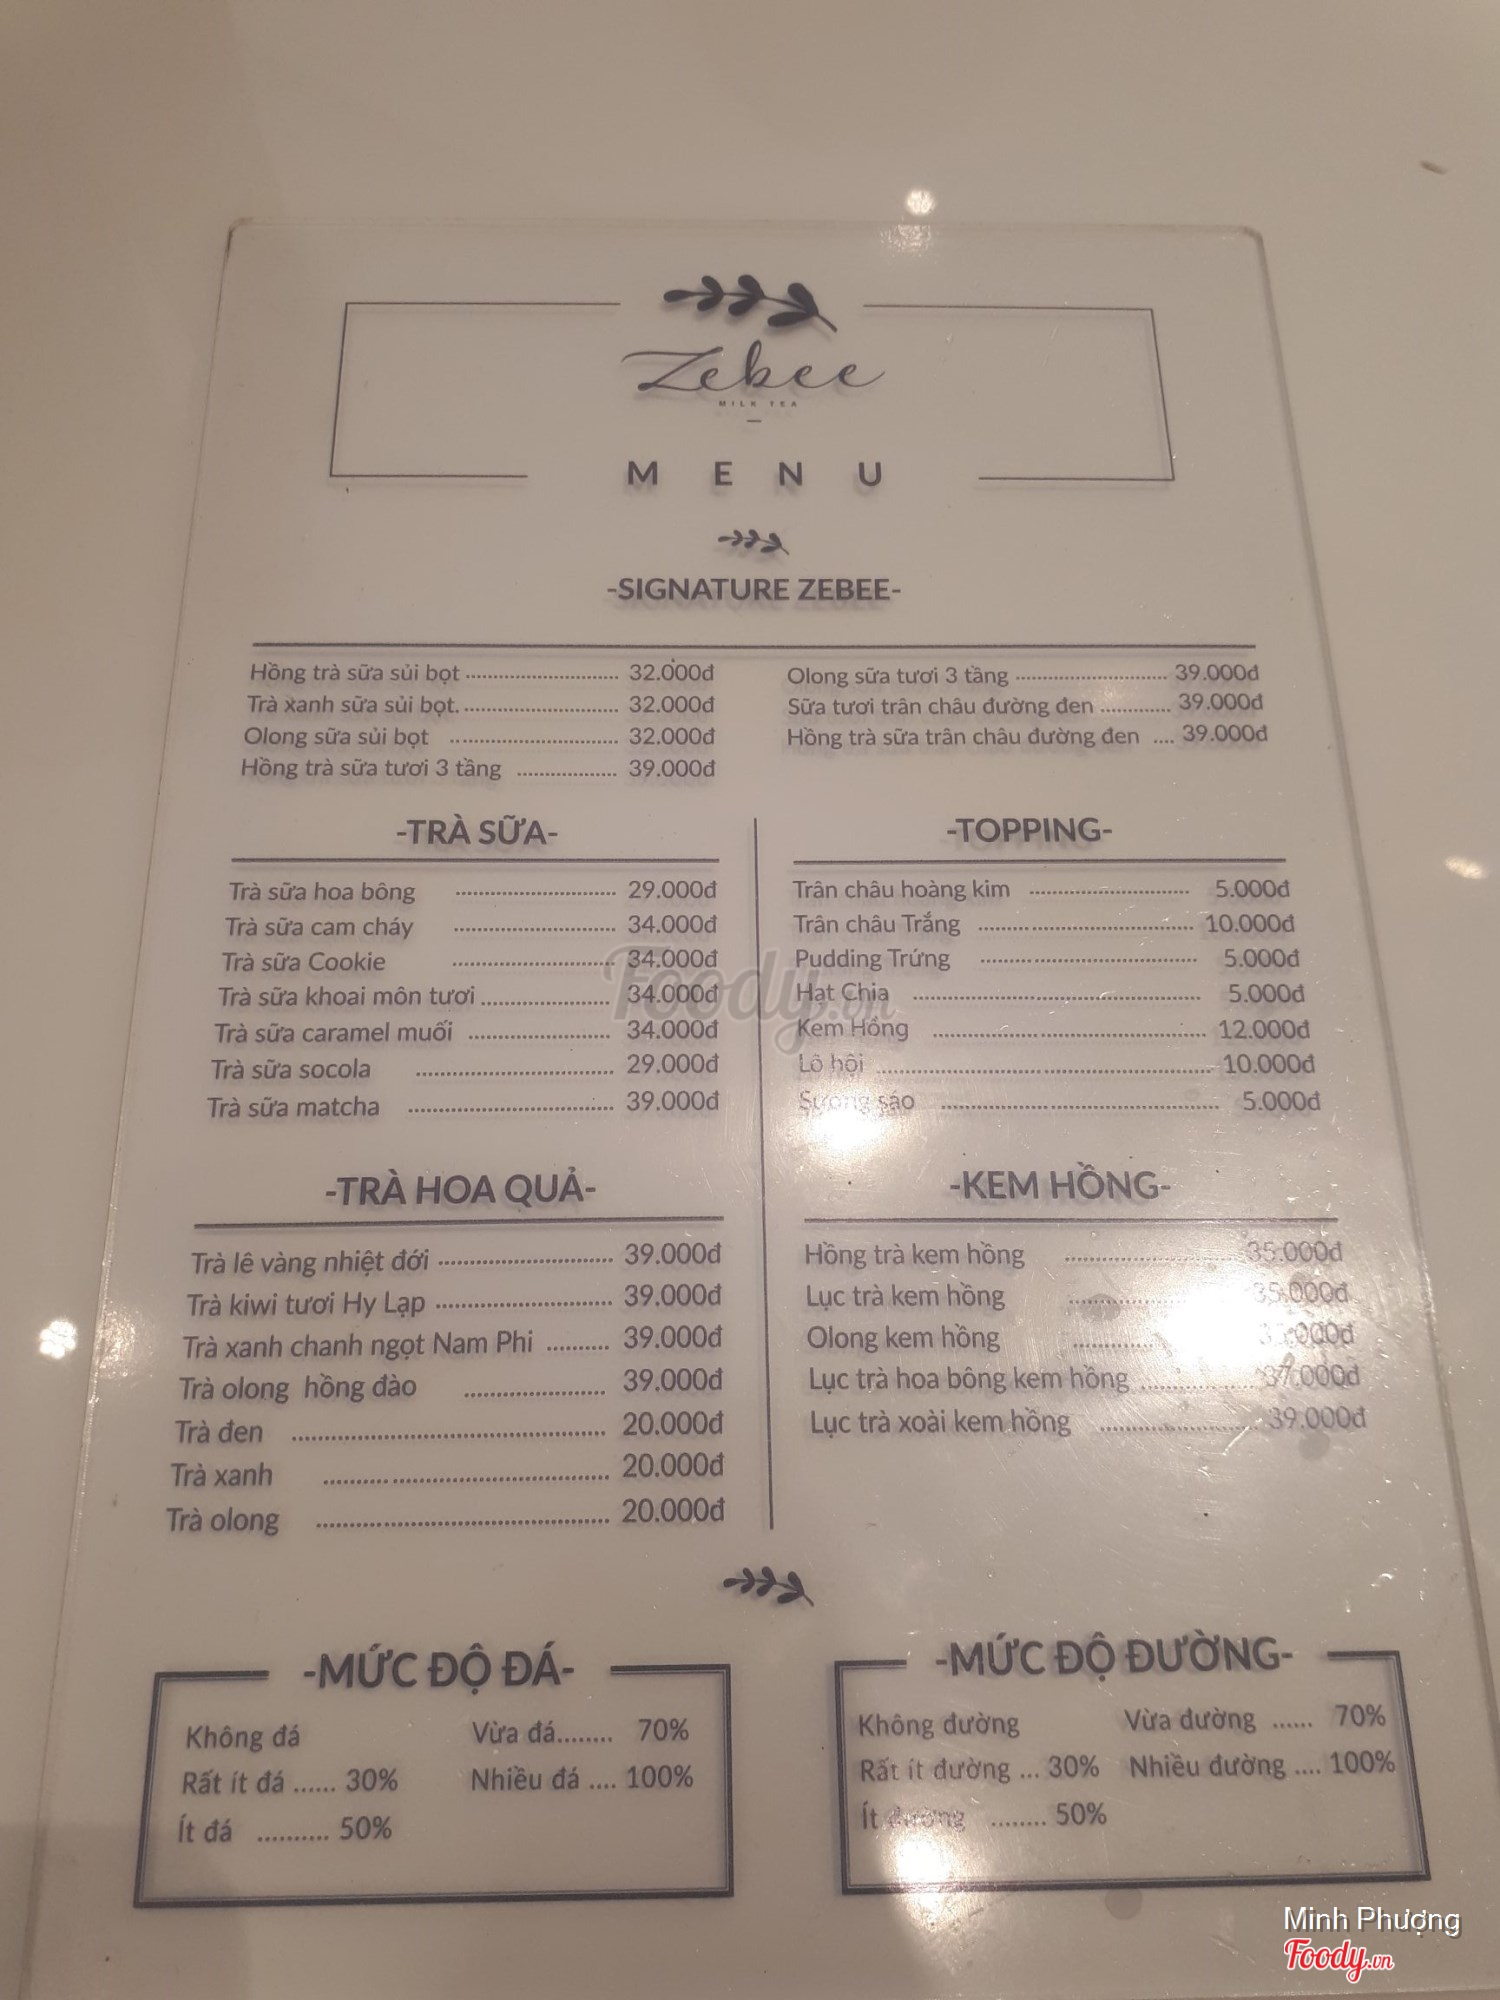 Zebee
MILK TEA
MENU
-SIGNATURE ZEBEE-
Hồng trà sữa sủi bọt ........ 32.000đ
Trà xanh sữa sủi bọt. ........ 32.000đ
Olong sữa sủi bọt ........ 32.000đ
Hồng trà sữa tươi 3 tầng ........ 39.000đ
Olong sữa tươi 3 tầng ........ 39.000đ
Sữa tươi trân châu đường đen ........ 39.000đ
Hồng trà sữa trân châu đường đen .... 39.000đ
-TRÀ SỮA-
Trà sữa hoa bông ........ 29.000đ
Trà sữa cam cháy ........ 34.000đ
Trà sữa Cookie ........ 34.000đ
Trà sữa khoai môn tươi ........ 34.000đ
Trà sữa caramel muối ........ 34.000đ
Trà sữa socola ........ 29.000đ
Trà sữa matcha ........ 39.000đ
-TOPPING-
Trân châu hoàng kim ........ 5.000đ
Trân châu Trắng ........ 10.000đ
Pudding Trứng ........ 5.000đ
Hạt Chia ........ 5.000đ
Kem Hồng ........ 12.000đ
Lô hội ........ 10.000đ
Sương sáo ........ 5.000đ
-TRÀ HOA QUẢ-
Trà lê vàng nhiệt đới ........ 39.000đ
Trà kiwi tươi Hy Lạp ........ 39.000đ
Trà xanh chanh ngọt Nam Phi ........ 39.000đ
Trà olong hồng đào ........ 39.000đ
Trà đen ........ 20.000đ
Trà xanh ........ 20.000đ
Trà olong ........ 20.000đ
-KEM HỒNG-
Hồng trà kem hồng ........ 35.000đ
Lục trà kem hồng ........ 35.000đ
Olong kem hồng ........
Lục trà hoa bông kem hồng ........
Lục trà xoài kem hồng ........ 39.000đ
-MỨC ĐỘ ĐÁ-
Không đá
Rất ít đá ...... 30%
Ít đá .......... 50%
Vừa đá........ 70%
Nhiều đá .... 100%
-MỨC ĐỘ ĐƯỜNG-
Không đường
Rất ít đường ... 30%
Ít đường ........ 50%
Vừa đường ...... 70%
Nhiều đường .... 100%
Foody.vn
Minh Phượng
Foody.vn